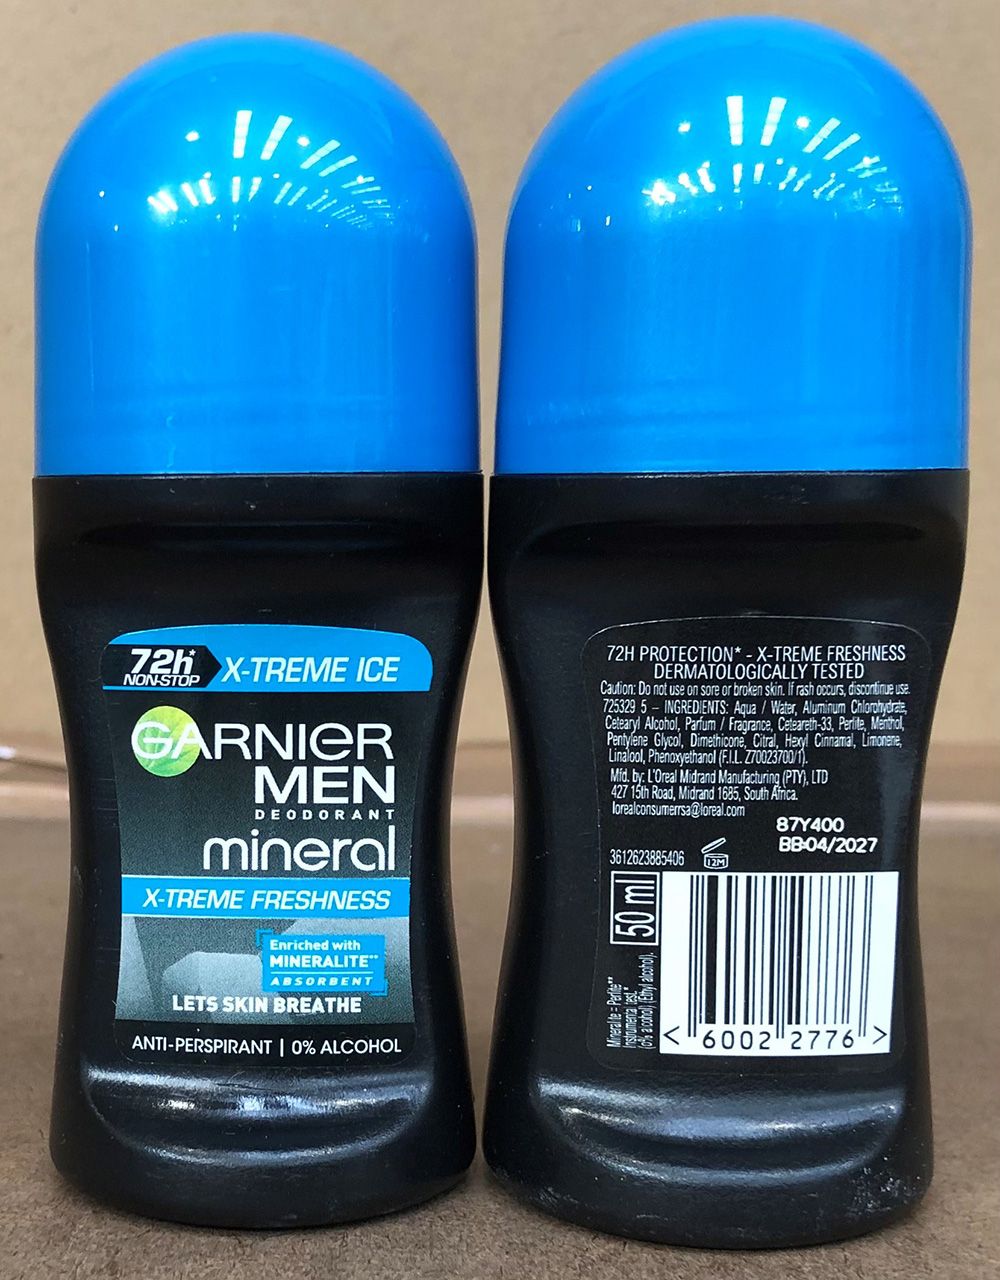 72h*
NON-STOP
X-TREME ICE
GARNIER
MEN
DEODORANT
mineral
X-TREME FRESHNESS
Enriched with
MINERALITE**
ABSORBENT
LETS SKIN BREATHE
ANTI-PERSPIRANT | 0% ALCOHOL
72H PROTECTION* - X-TREME FRESHNESS
DERMATOLOGICALLY TESTED
Caution: Do not use on sore or broken skin. If rash occurs, discontinue use.
725329 5 – INGREDIENTS: Aqua / Water, Aluminum Chlorohydrate,
Cetearyl Alcohol, Parfum / Fragrance, Ceteareth-33, Perlite, Menthol,
Pentylene Glycol, Dimethicone, Citral, Hexyl Cinnamal, Limonene,
Linalool, Phenoxyethanol (F.I.L. Z70023700/1).
Mfd. by: L'Oreal Midrand Manufacturing (PTY), LTD
427 15th Road, Midrand 1685, South Africa.
lorealconsumerrsa@loreal.com
87Y400
BB:04/2027
3612623885406
12M
50 ml
Mineralite = Perlite**
Instrumental test.*
(0% alcohol) (Ethyl alcohol).
< 6002 2776 >